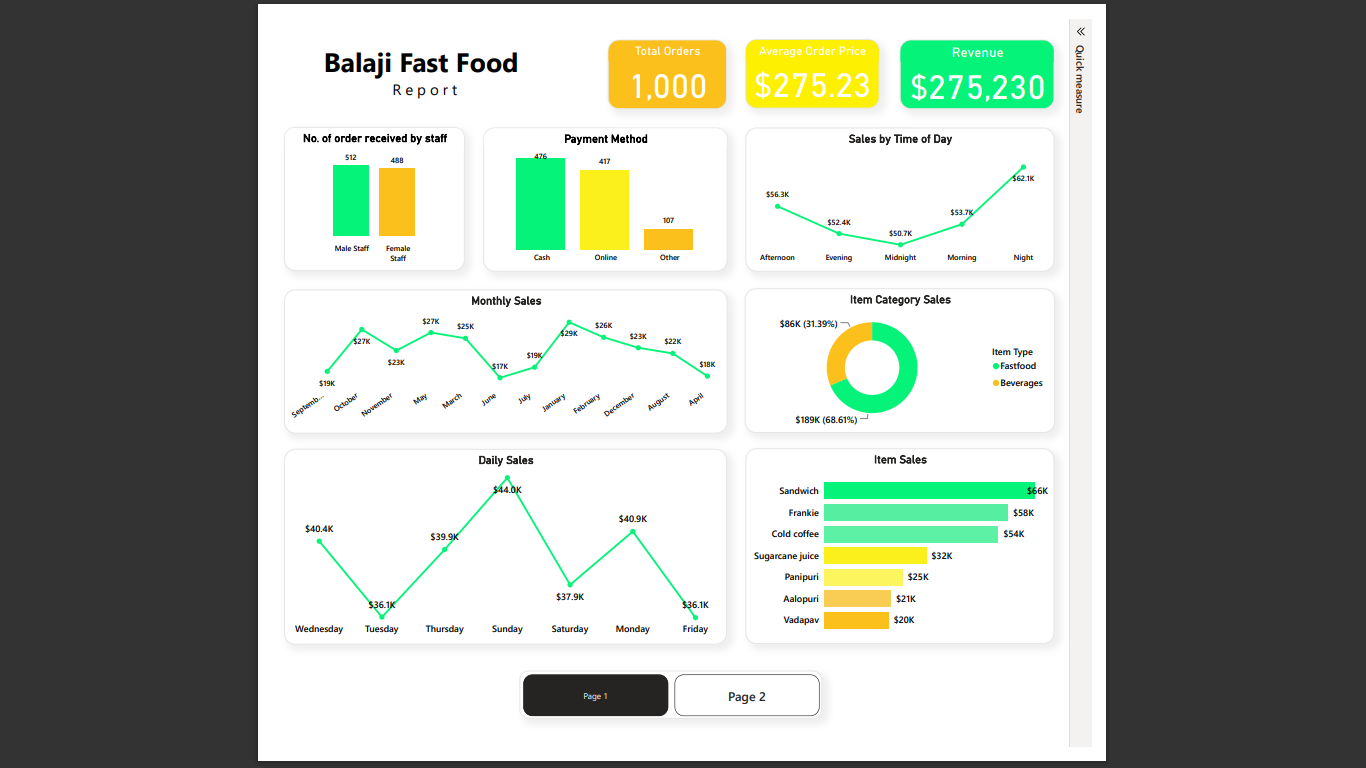 Balaji Fast Food
Report
Total Orders
1,000
Average Order Price
$275.23
Revenue
$275,230
Quick measure
No. of order received by staff
512
488
Male Staff
Female
Staff
Payment Method
476
417
107
Cash
Online
Other
Sales by Time of Day
$56.3K
$52.4K
$50.7K
$53.7K
$62.1K
Afternoon
Evening
Midnight
Morning
Night
Monthly Sales
$19K
$27K
$23K
$27K
$25K
$17K
$19K
$29K
$26K
$23K
$22K
$18K
Septemb...
October
November
May
March
June
July
January
February
December
August
April
Item Category Sales
$86K (31.39%)
$189K (68.61%)
Item Type
Fastfood
Beverages
Daily Sales
$40.4K
$36.1K
$39.9K
$44.0K
$37.9K
$40.9K
$36.1K
Wednesday
Tuesday
Thursday
Sunday
Saturday
Monday
Friday
Item Sales
Sandwich $66K
Frankie $58K
Cold coffee $54K
Sugarcane juice $32K
Panipuri $25K
Aalopuri $21K
Vadapav $20K
Page 1
Page 2